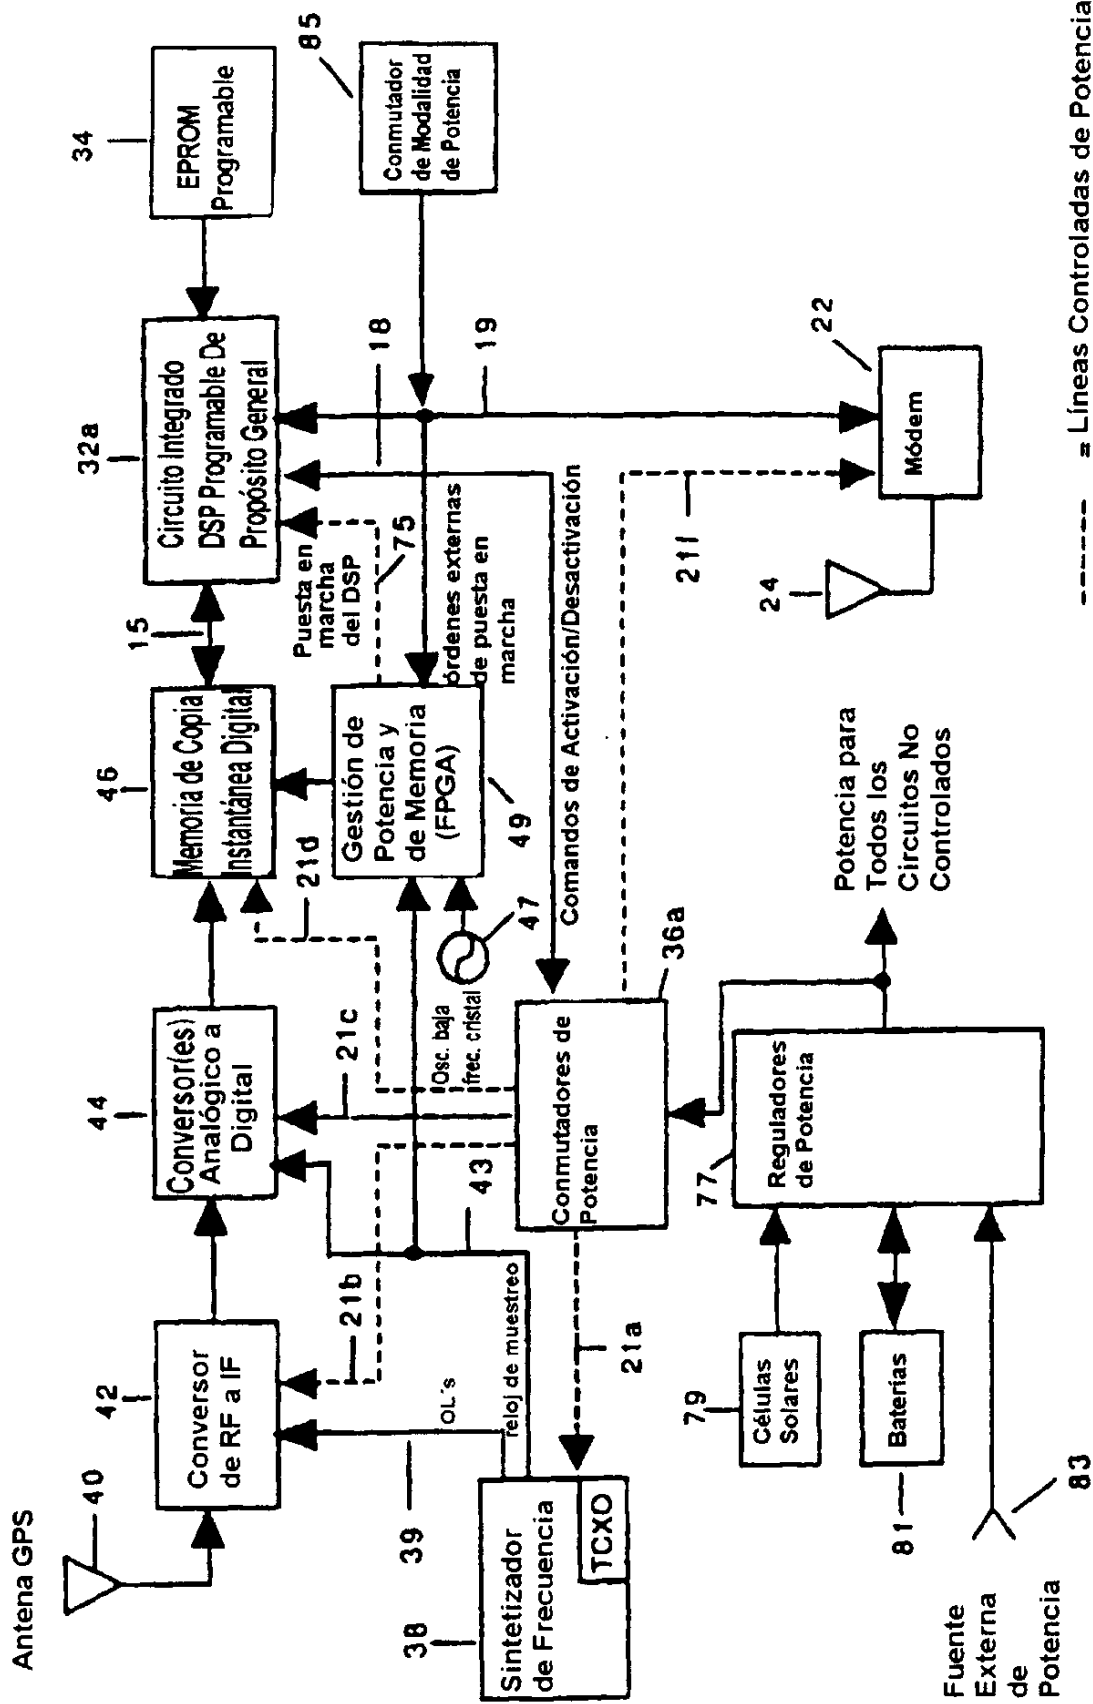 Antena GPS
40
42
Conversor
de RF a IF
44
Conversor(es)
Analógico a
Digital
46
Memoria de Copia
Instantánea Digital
15
32a
Circuito Integrado
DSP Programable De
Propósito General
34
EPROM
Programable
85
Conmutador
de Modalidad
de Potencia
39
OL´s
21b
reloj de muestreo
43
21c
21d
Osc. baja
frec. cristal
47
Gestión de
Potencia y
de Memoria
(FPGA)
49
Puesta en
marcha
del DSP
75
órdenes externas
de puesta en
marcha
18
19
38
Sintetizador
de Frecuencia
TCXO
21a
Conmutadores de
Potencia
36a
Comandos de Activación/Desactivación
21f
24
Módem
22
79
Células
Solares
81
Baterías
83
Fuente
Externa
de
Potencia
77
Reguladores
de Potencia
Potencia para
Todos los
Circuitos No
Controlados
------ = Líneas Controladas de Potencia